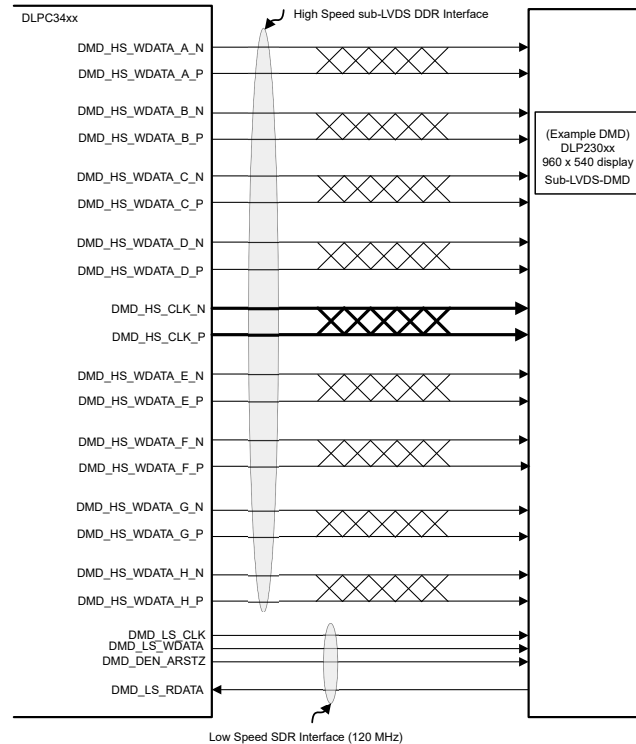 DLPC34xx
High Speed sub-LVDS DDR Interface
DMD_HS_WDATA_A_N
DMD_HS_WDATA_A_P
DMD_HS_WDATA_B_N
DMD_HS_WDATA_B_P
(Example DMD)
DLP230xx
960 x 540 display
Sub-LVDS-DMD
DMD_HS_WDATA_C_N
DMD_HS_WDATA_C_P
DMD_HS_WDATA_D_N
DMD_HS_WDATA_D_P
DMD_HS_CLK_N
DMD_HS_CLK_P
DMD_HS_WDATA_E_N
DMD_HS_WDATA_E_P
DMD_HS_WDATA_F_N
DMD_HS_WDATA_F_P
DMD_HS_WDATA_G_N
DMD_HS_WDATA_G_P
DMD_HS_WDATA_H_N
DMD_HS_WDATA_H_P
DMD_LS_CLK
DMD_LS_WDATA
DMD_DEN_ARSTZ
DMD_LS_RDATA
Low Speed SDR Interface (120 MHz)